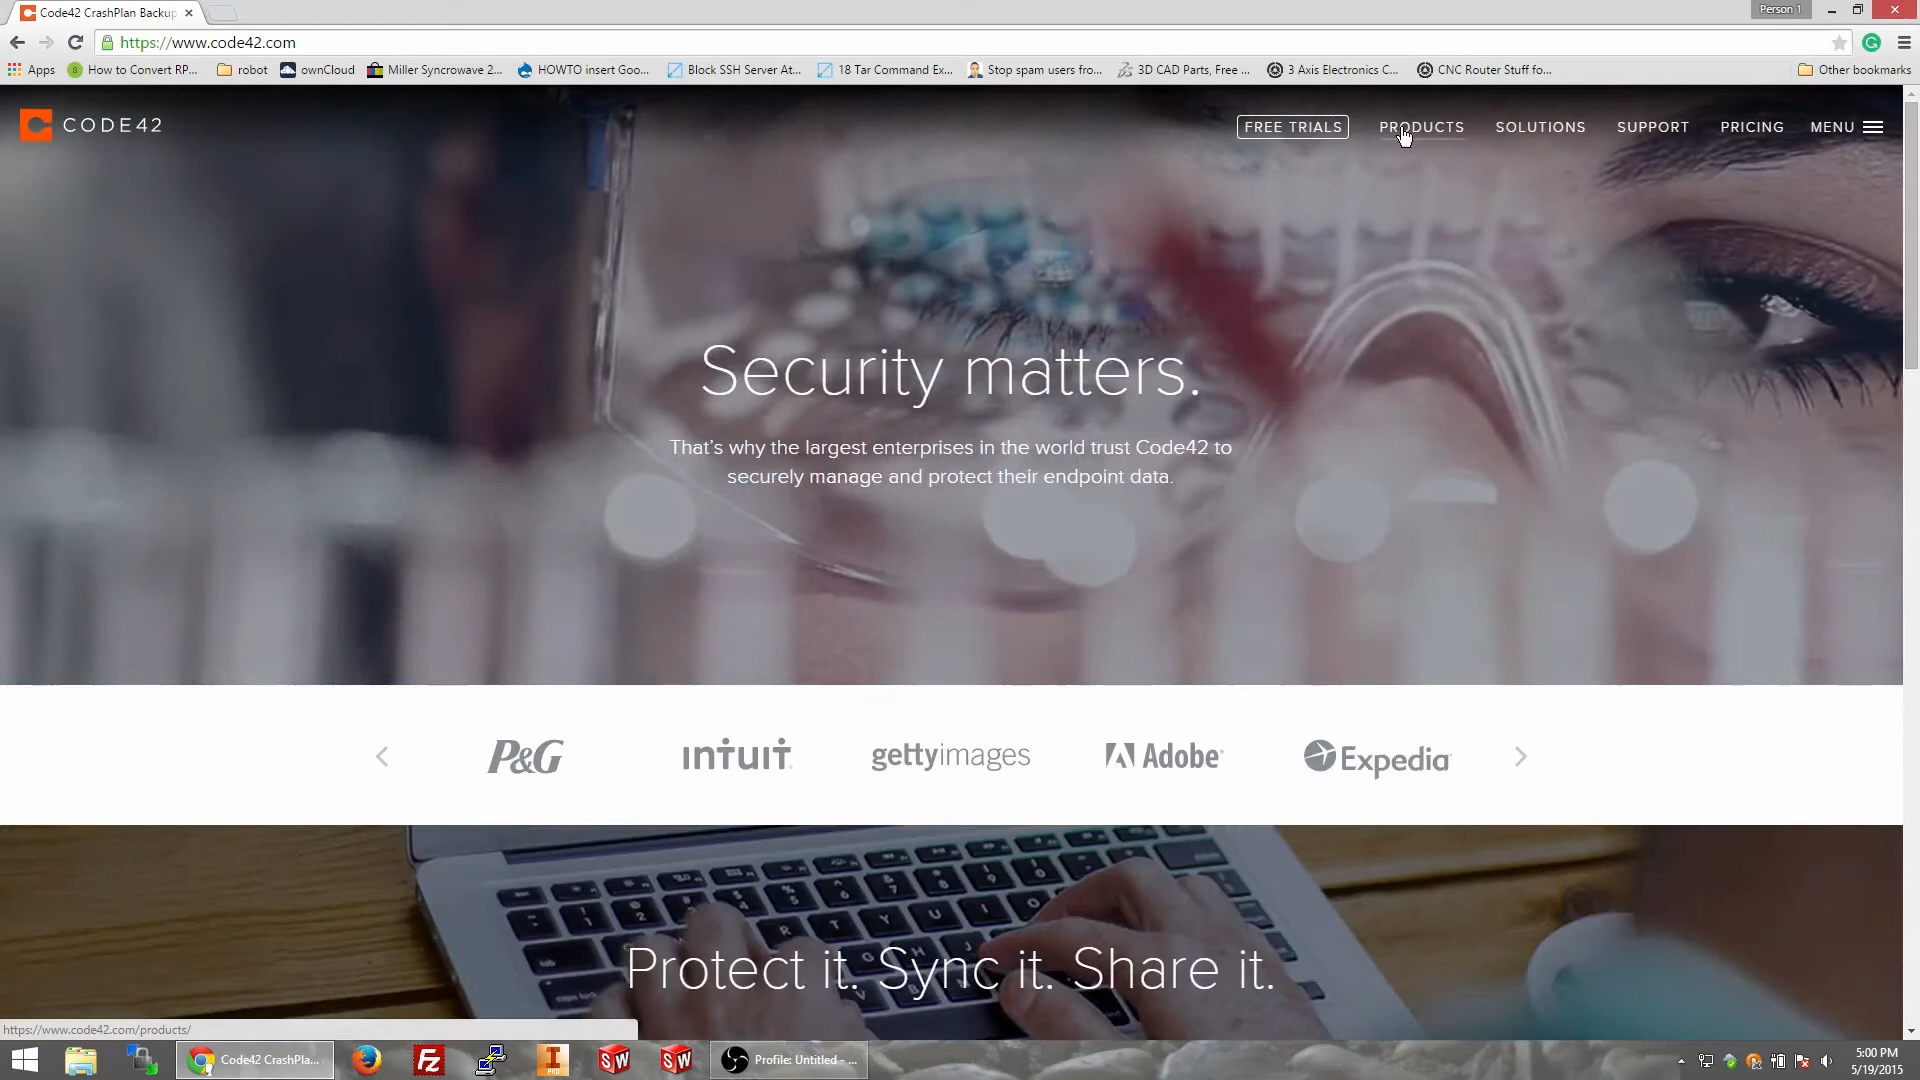 Code42 CrashPlan Backup
Person 1
https://www.code42.com
Apps
How to Convert RP...
robot
ownCloud
Miller Syncrowave 2...
HOWTO insert Goo...
Block SSH Server At...
18 Tar Command Ex...
Stop spam users fro...
3D CAD Parts, Free ...
3 Axis Electronics C...
CNC Router Stuff fo...
Other bookmarks
CODE42
FREE TRIALS
PRODUCTS
SOLUTIONS
SUPPORT
PRICING
MENU
Security matters.
That's why the largest enterprises in the world trust Code42 to
securely manage and protect their endpoint data.
P&G
intuit
gettyimages
Adobe
Expedia
Protect it. Sync it. Share it.
https://www.code42.com/products/
Code42 CrashPla...
Fz
PRO
SW
SW
Profile: Untitled - ...
5:00 PM
5/19/2015